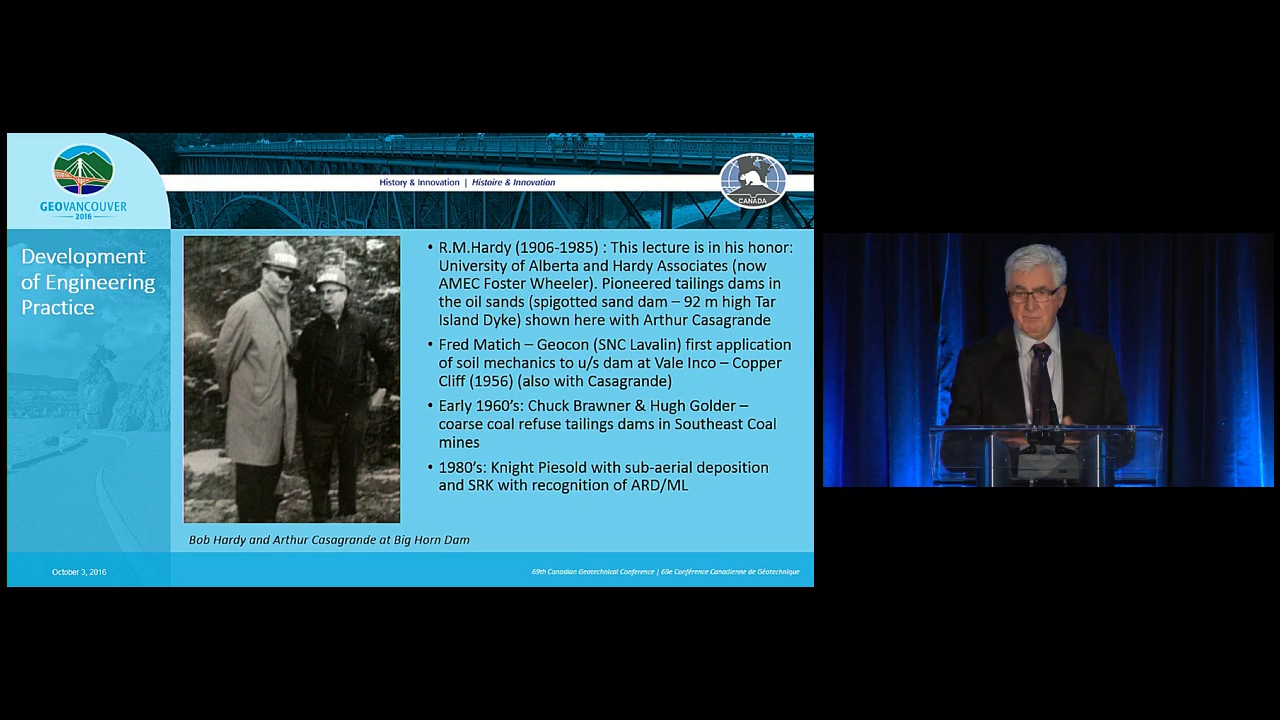 History & Innovation | Histoire & Innovation
GEOVANCOUVER
2016
CANADA
Development
of Engineering
Practice
• R.M.Hardy (1906-1985) : This lecture is in his honor:
University of Alberta and Hardy Associates (now
AMEC Foster Wheeler). Pioneered tailings dams in
the oil sands (spigotted sand dam – 92 m high Tar
Island Dyke) shown here with Arthur Casagrande
• Fred Matich – Geocon (SNC Lavalin) first application
of soil mechanics to u/s dam at Vale Inco – Copper
Cliff (1956) (also with Casagrande)
• Early 1960's: Chuck Brawner & Hugh Golder –
coarse coal refuse tailings dams in Southeast Coal
mines
• 1980's: Knight Piesold with sub-aerial deposition
and SRK with recognition of ARD/ML
Bob Hardy and Arthur Casagrande at Big Horn Dam
October 3, 2016
69th Canadian Geotechnical Conference | 69e Conférence Canadienne de Géotechnique